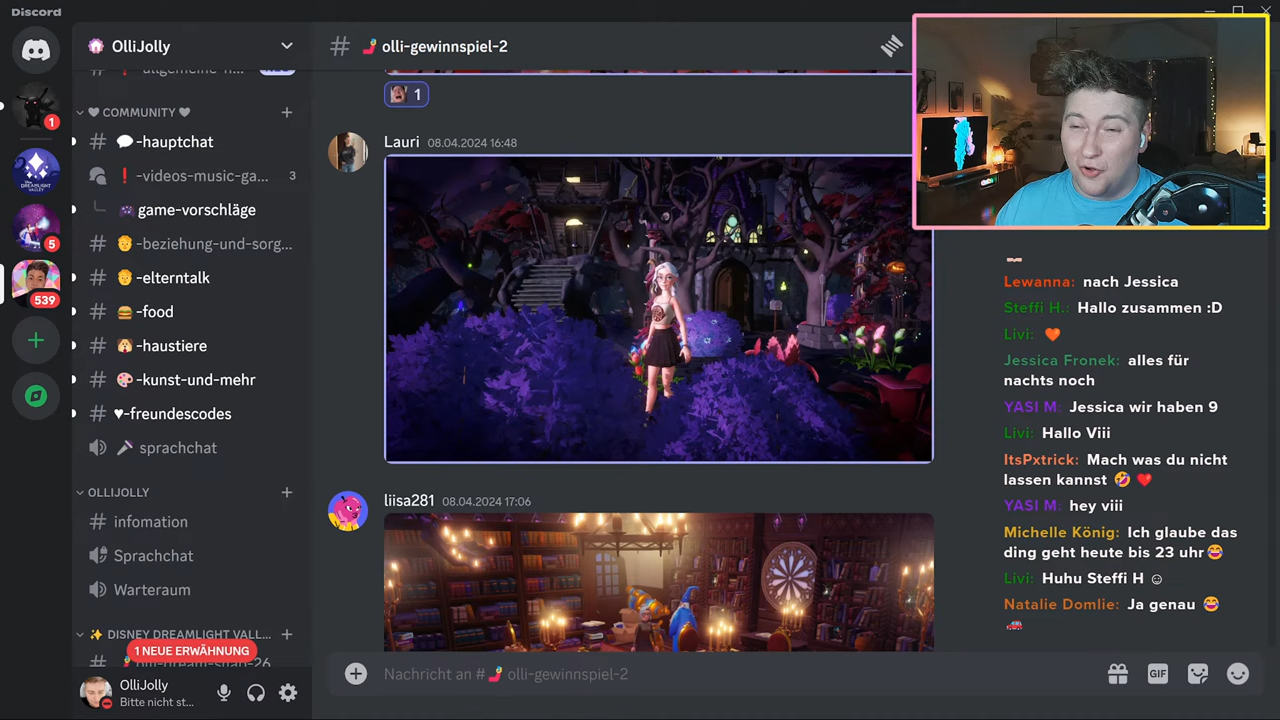 Discord
OlliJolly
539
1
5
COMMUNITY
-hauptchat
-videos-music-ga...
3
game-vorschläge
-beziehung-und-sorg...
-elterntalk
-food
-haustiere
-kunst-und-mehr
-freundescodes
sprachchat
OLLIJOLLY
infomation
Sprachchat
Warteraum
DISNEY DREAMLIGHT VALL...
1 NEUE ERWÄHNUNG
OlliJolly
Bitte nicht st...
# olli-gewinnspiel-2
1
Lauri 08.04.2024 16:48
liisa281 08.04.2024 17:06
Nachricht an # olli-gewinnspiel-2
GIF
Lewanna: nach Jessica
Steffi H.: Hallo zusammen :D
Livi: 🧡
Jessica Fronek: alles für
nachts noch
YASI M: Jessica wir haben 9
Livi: Hallo Viii
ItsPxtrick: Mach was du nicht
lassen kannst 🤣 ❤️
YASI M: hey viii
Michelle König: Ich glaube das
ding geht heute bis 23 uhr😂
Livi: Huhu Steffi H ☺
Natalie Domlie: Ja genau 😂
🚗